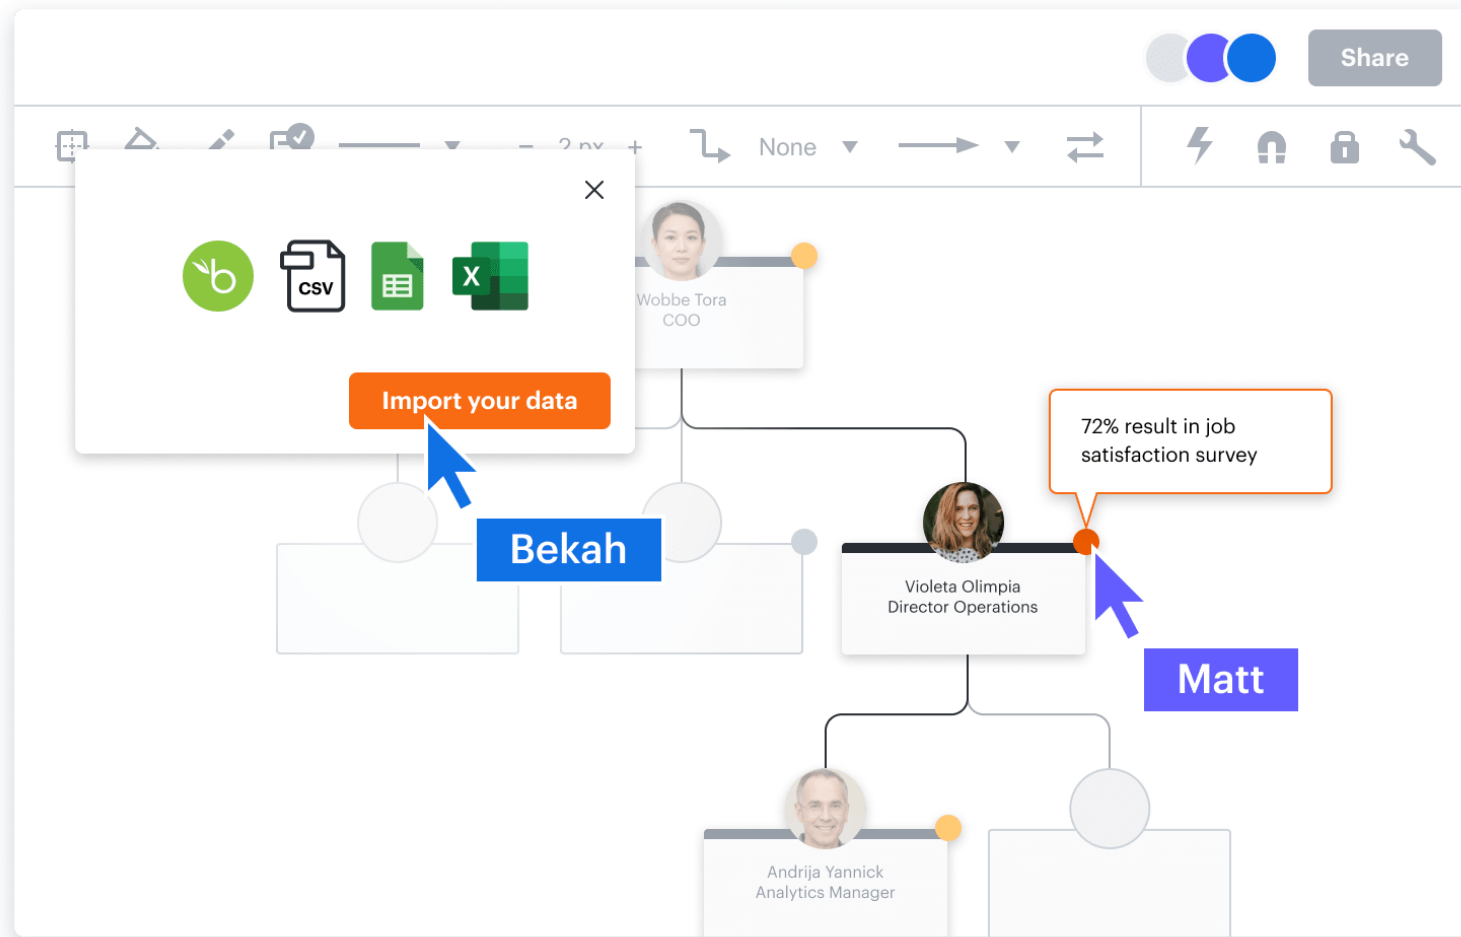 Share
2 px
None
CSV
X
Import your data
Wobbe Tora
COO
72% result in job
satisfaction survey
Bekah
Violeta Olimpia
Director Operations
Matt
Andrija Yannick
Analytics Manager